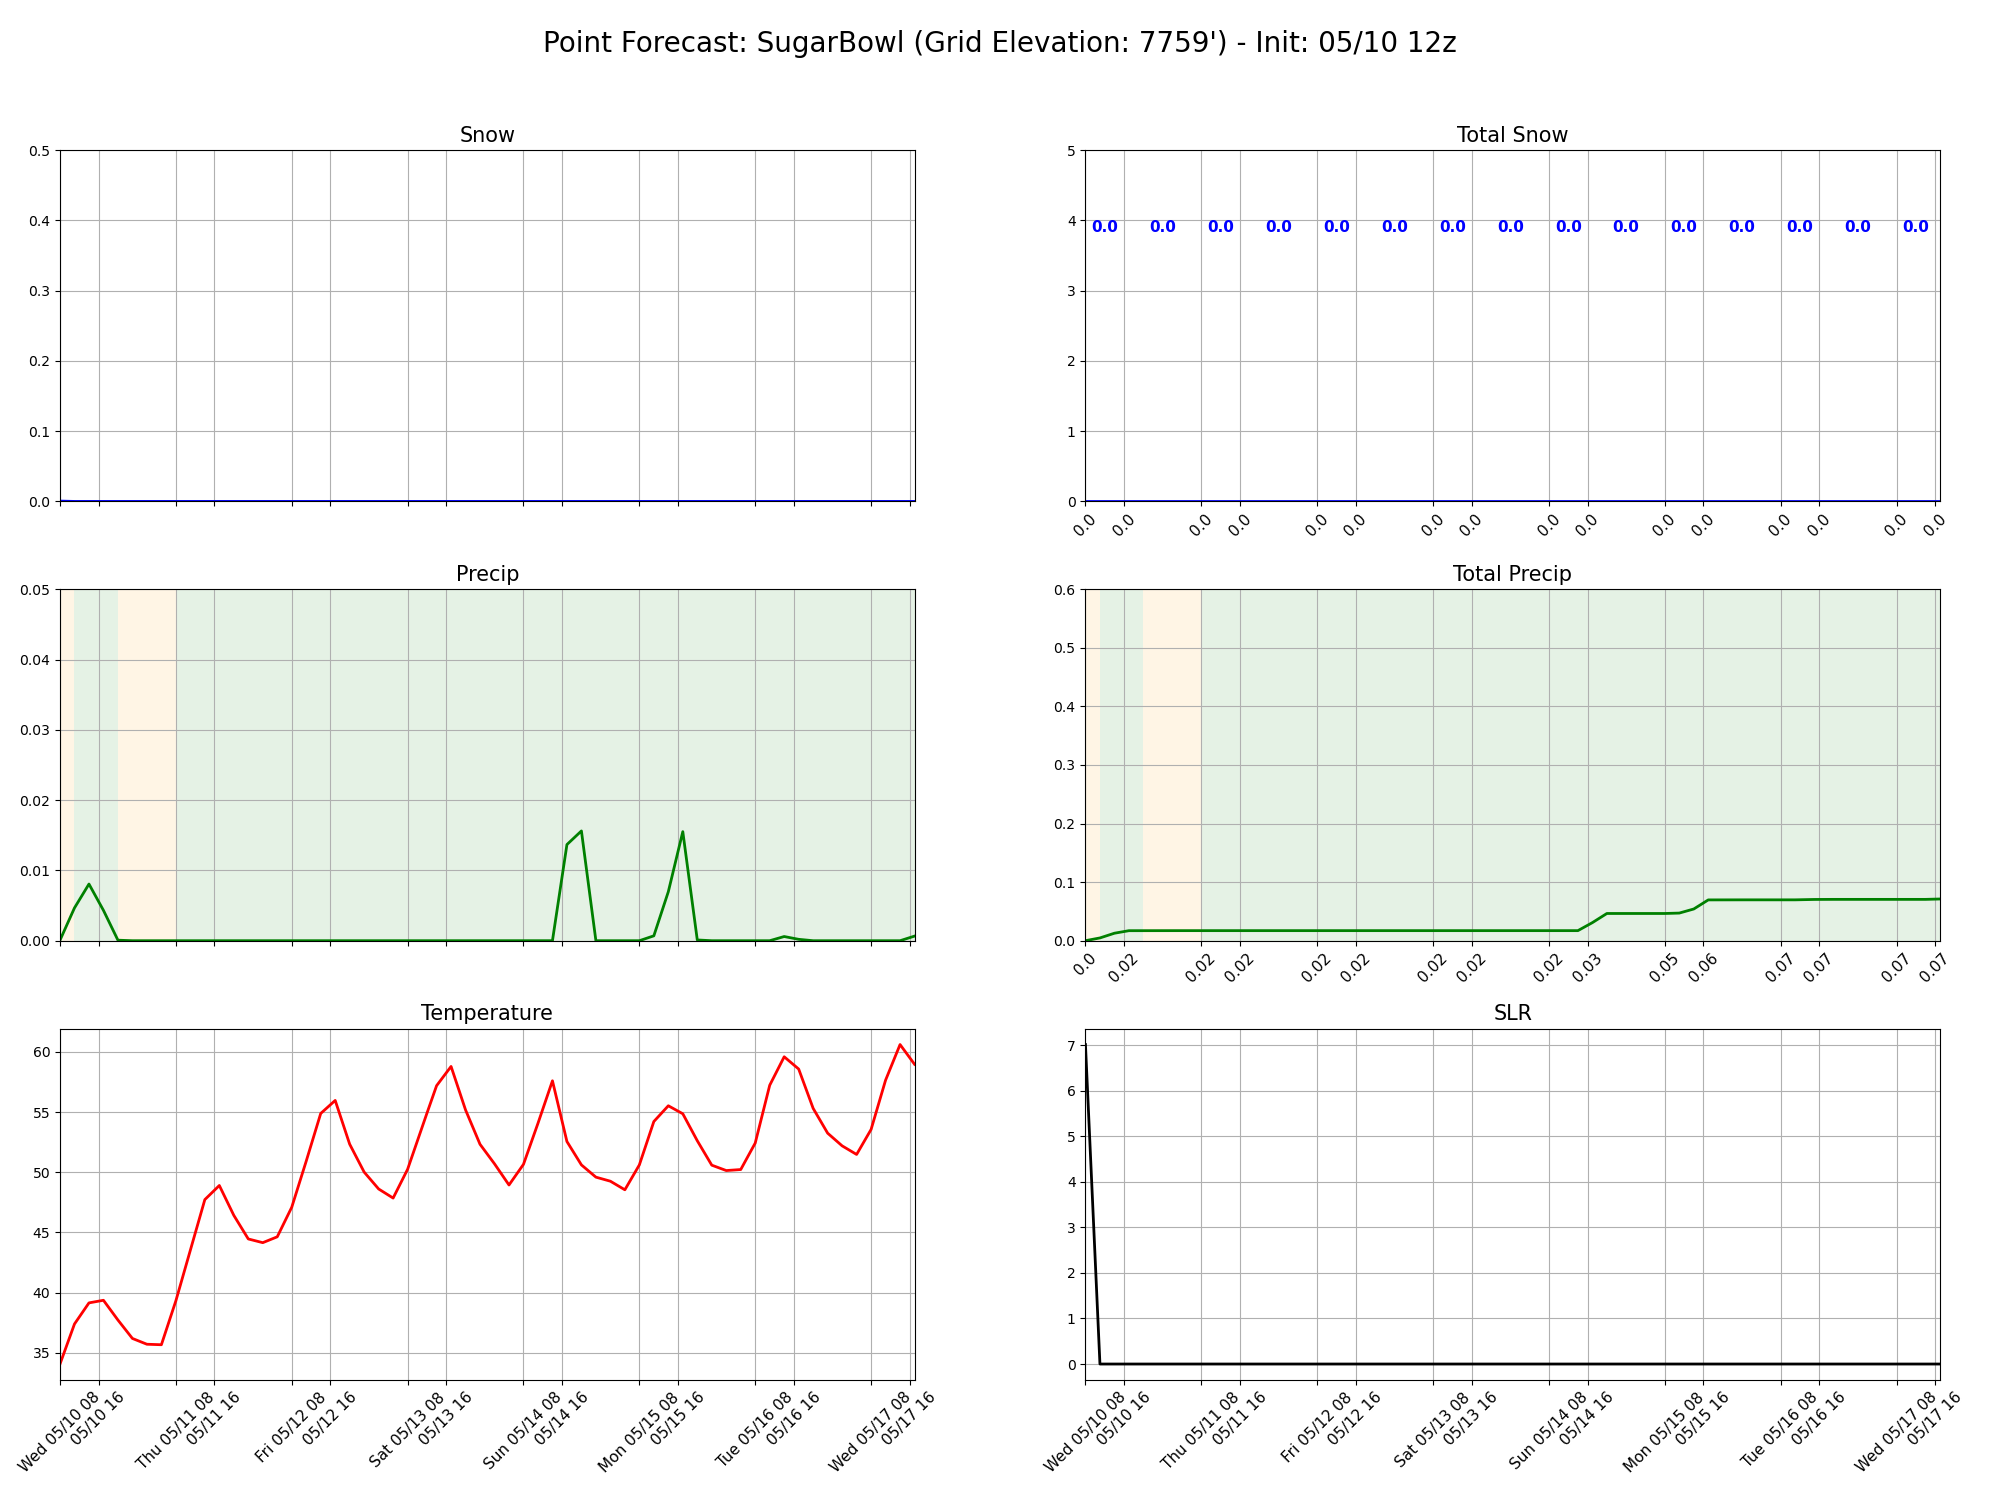 Point Forecast: SugarBowl (Grid Elevation: 7759') - Init: 05/10 12z
Snow
0.5
0.4
0.3
0.2
0.1
0.0
Total Snow
5
4
3
2
1
0
0.0 0.0 0.0 0.0 0.0 0.0 0.0 0.0 0.0 0.0 0.0 0.0 0.0 0.0 0.0
0.0 0.0 0.0 0.0 0.0 0.0 0.0 0.0 0.0 0.0 0.0 0.0 0.0 0.0 0.0 0.0
Precip
0.05
0.04
0.03
0.02
0.01
0.00
Total Precip
0.6
0.5
0.4
0.3
0.2
0.1
0.0
0.0 0.02 0.02 0.02 0.02 0.02 0.02 0.02 0.02 0.03 0.05 0.06 0.07 0.07 0.07 0.07
Temperature
60
55
50
45
40
35
Wed 05/10 08
05/10 16
Thu 05/11 08
05/11 16
Fri 05/12 08
05/12 16
Sat 05/13 08
05/13 16
Sun 05/14 08
05/14 16
Mon 05/15 08
05/15 16
Tue 05/16 08
05/16 16
Wed 05/17 08
05/17 16
SLR
7
6
5
4
3
2
1
0
Wed 05/10 08
05/10 16
Thu 05/11 08
05/11 16
Fri 05/12 08
05/12 16
Sat 05/13 08
05/13 16
Sun 05/14 08
05/14 16
Mon 05/15 08
05/15 16
Tue 05/16 08
05/16 16
Wed 05/17 08
05/17 16